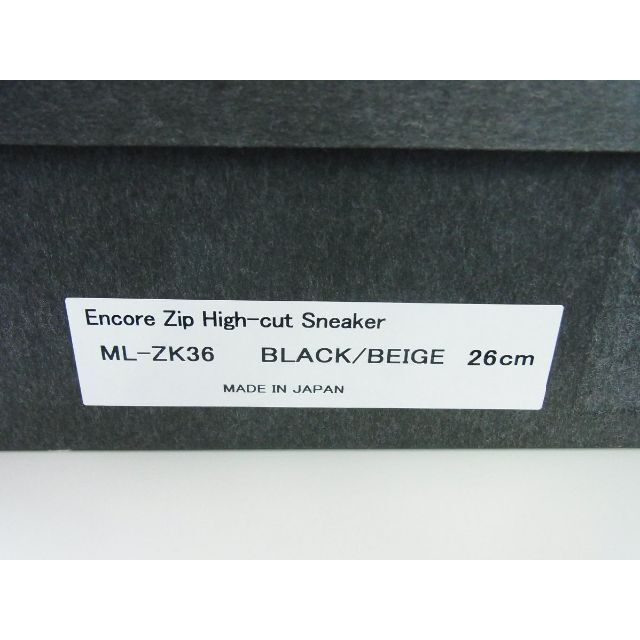 Encore Zip High-cut Sneaker
ML-ZK36 BLACK/BEIGE 26cm
MADE IN JAPAN